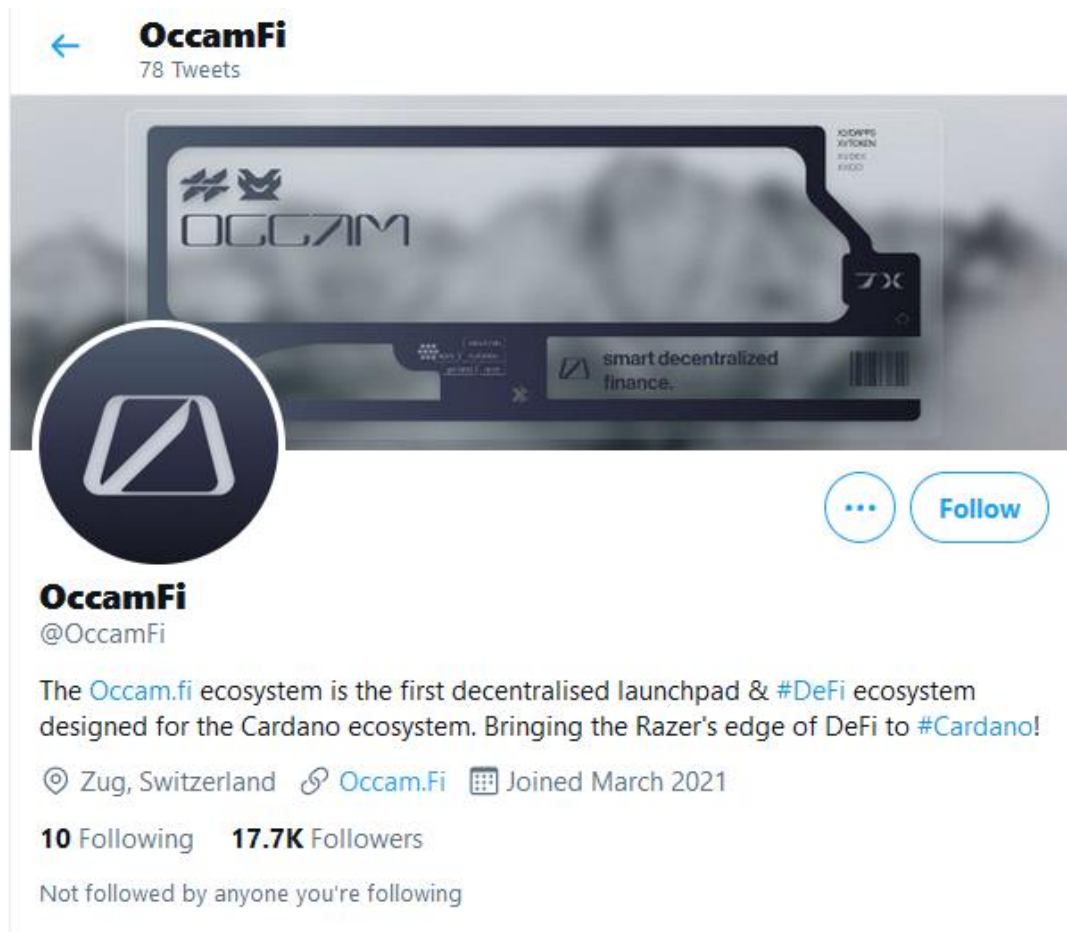 OccamFi
78 Tweets
OCCAM
smart decentralized
finance.
Follow
OccamFi
@OccamFi
The Occam.fi ecosystem is the first decentralised launchpad & #DeFi ecosystem
designed for the Cardano ecosystem. Bringing the Razer's edge of DeFi to #Cardano!
Zug, Switzerland Occam.Fi Joined March 2021
10 Following 17.7K Followers
Not followed by anyone you're following